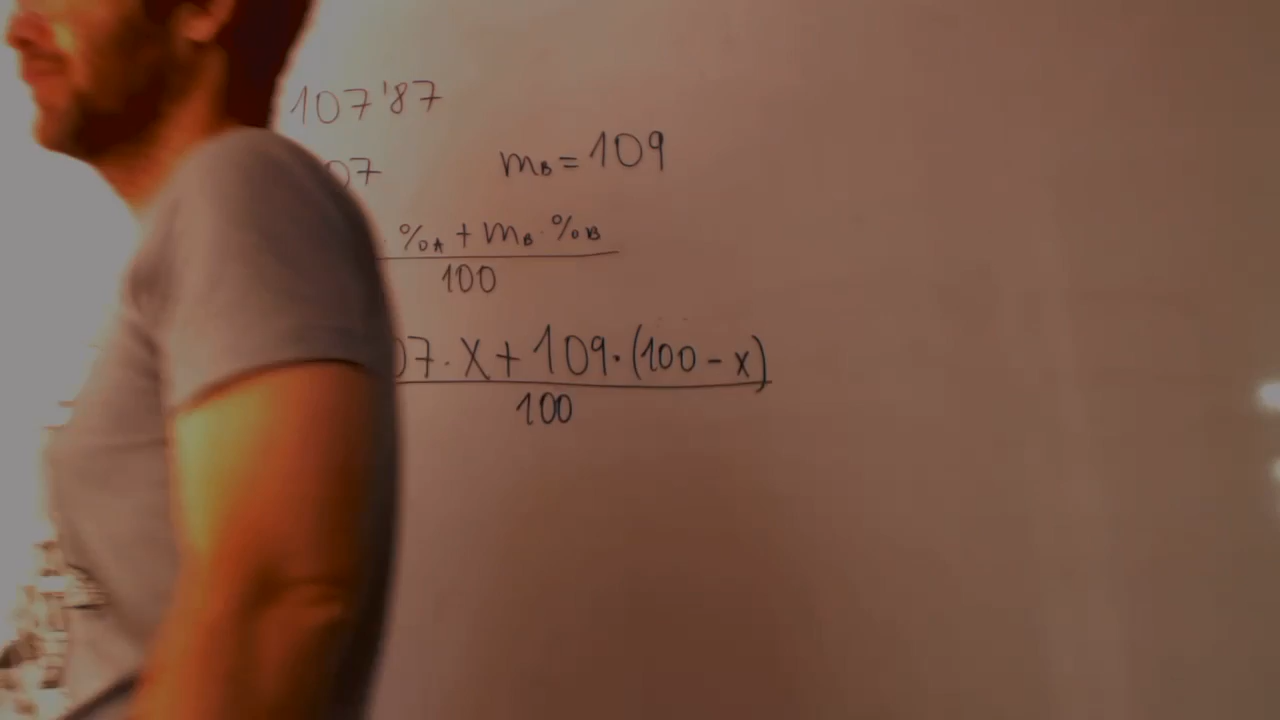 107'87
07 m_B = 109
· %_A + m_B · %_B
100
07 · X + 109 · (100 - x)
100